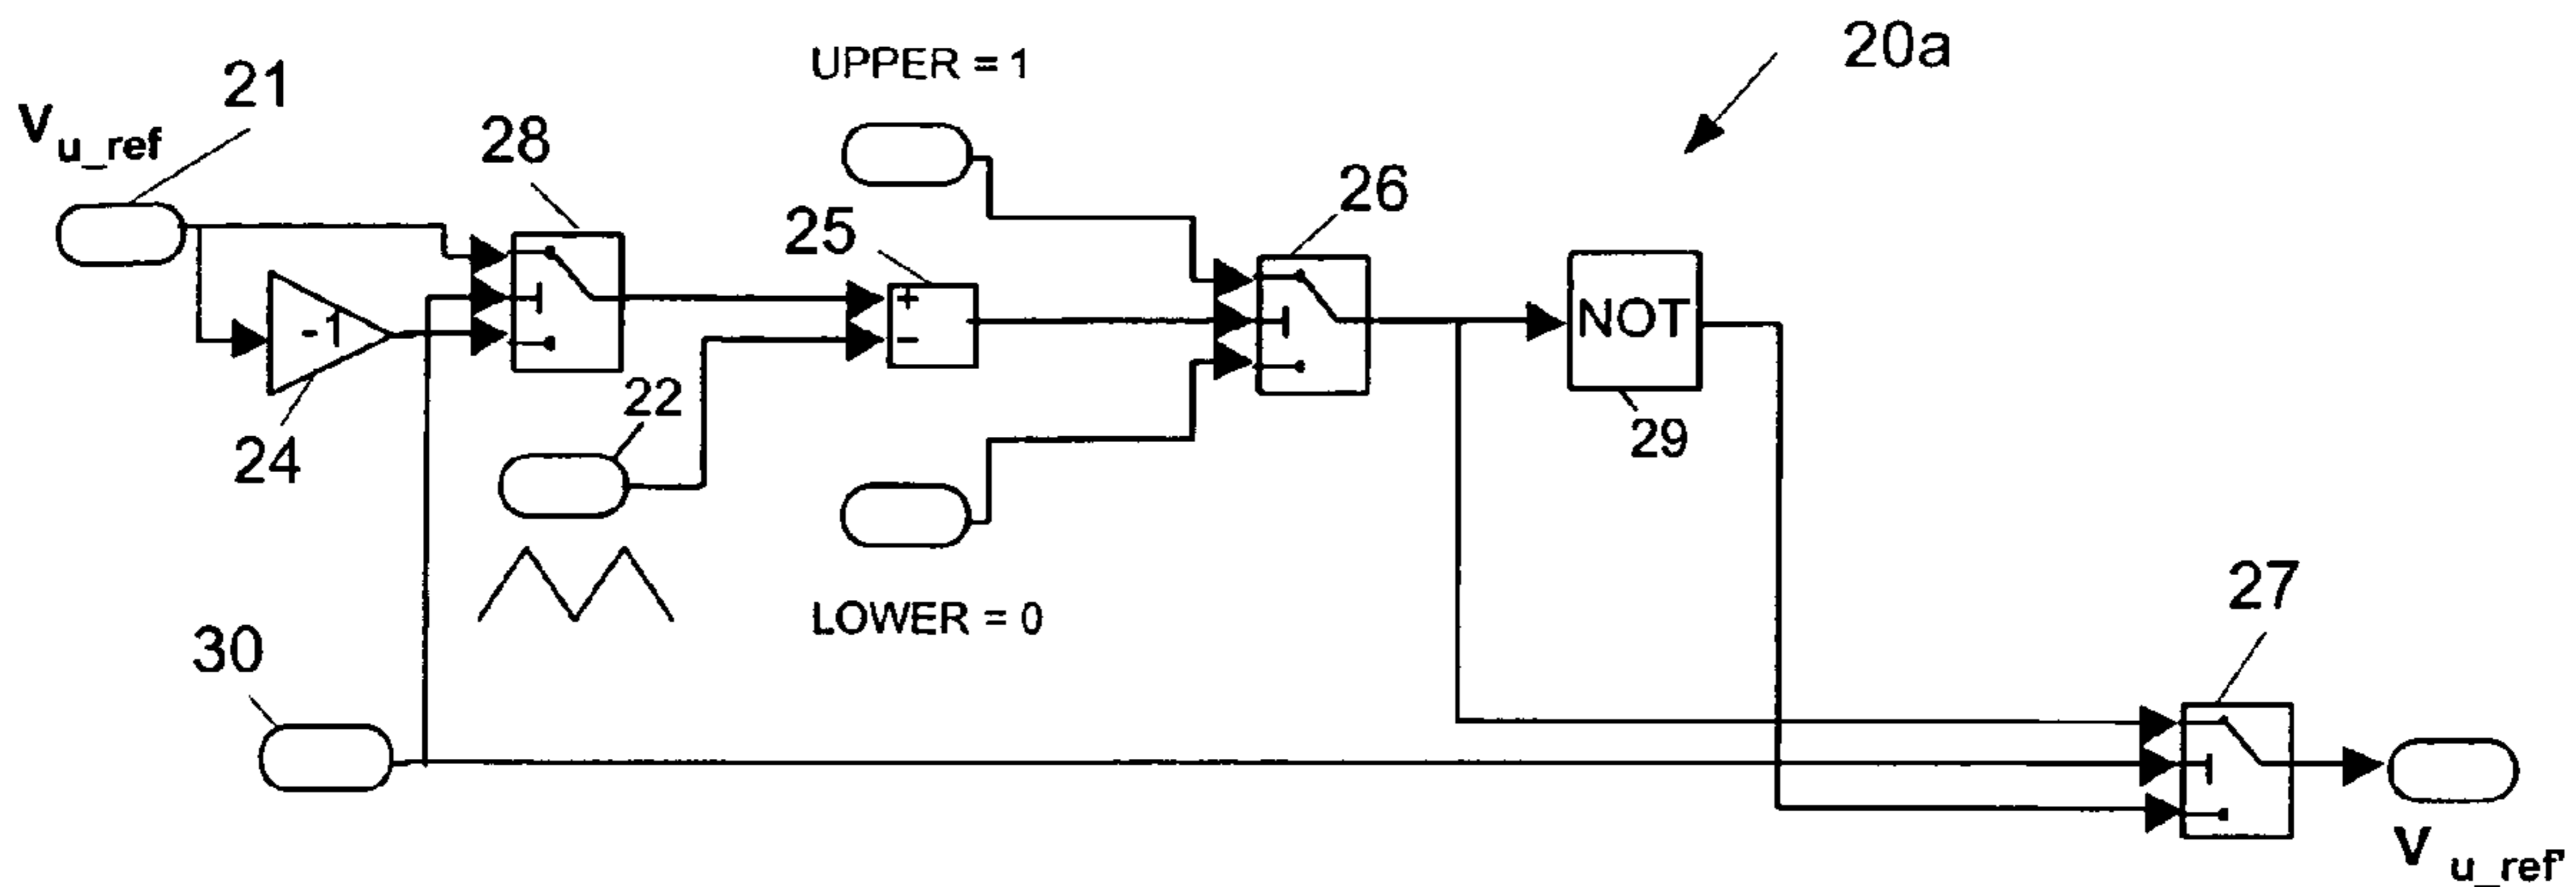 20a
UPPER = 1
21
V u_ref
28
26
25
+
-
-1
NOT
22
24
29
LOWER = 0
30
27
V u_ref'